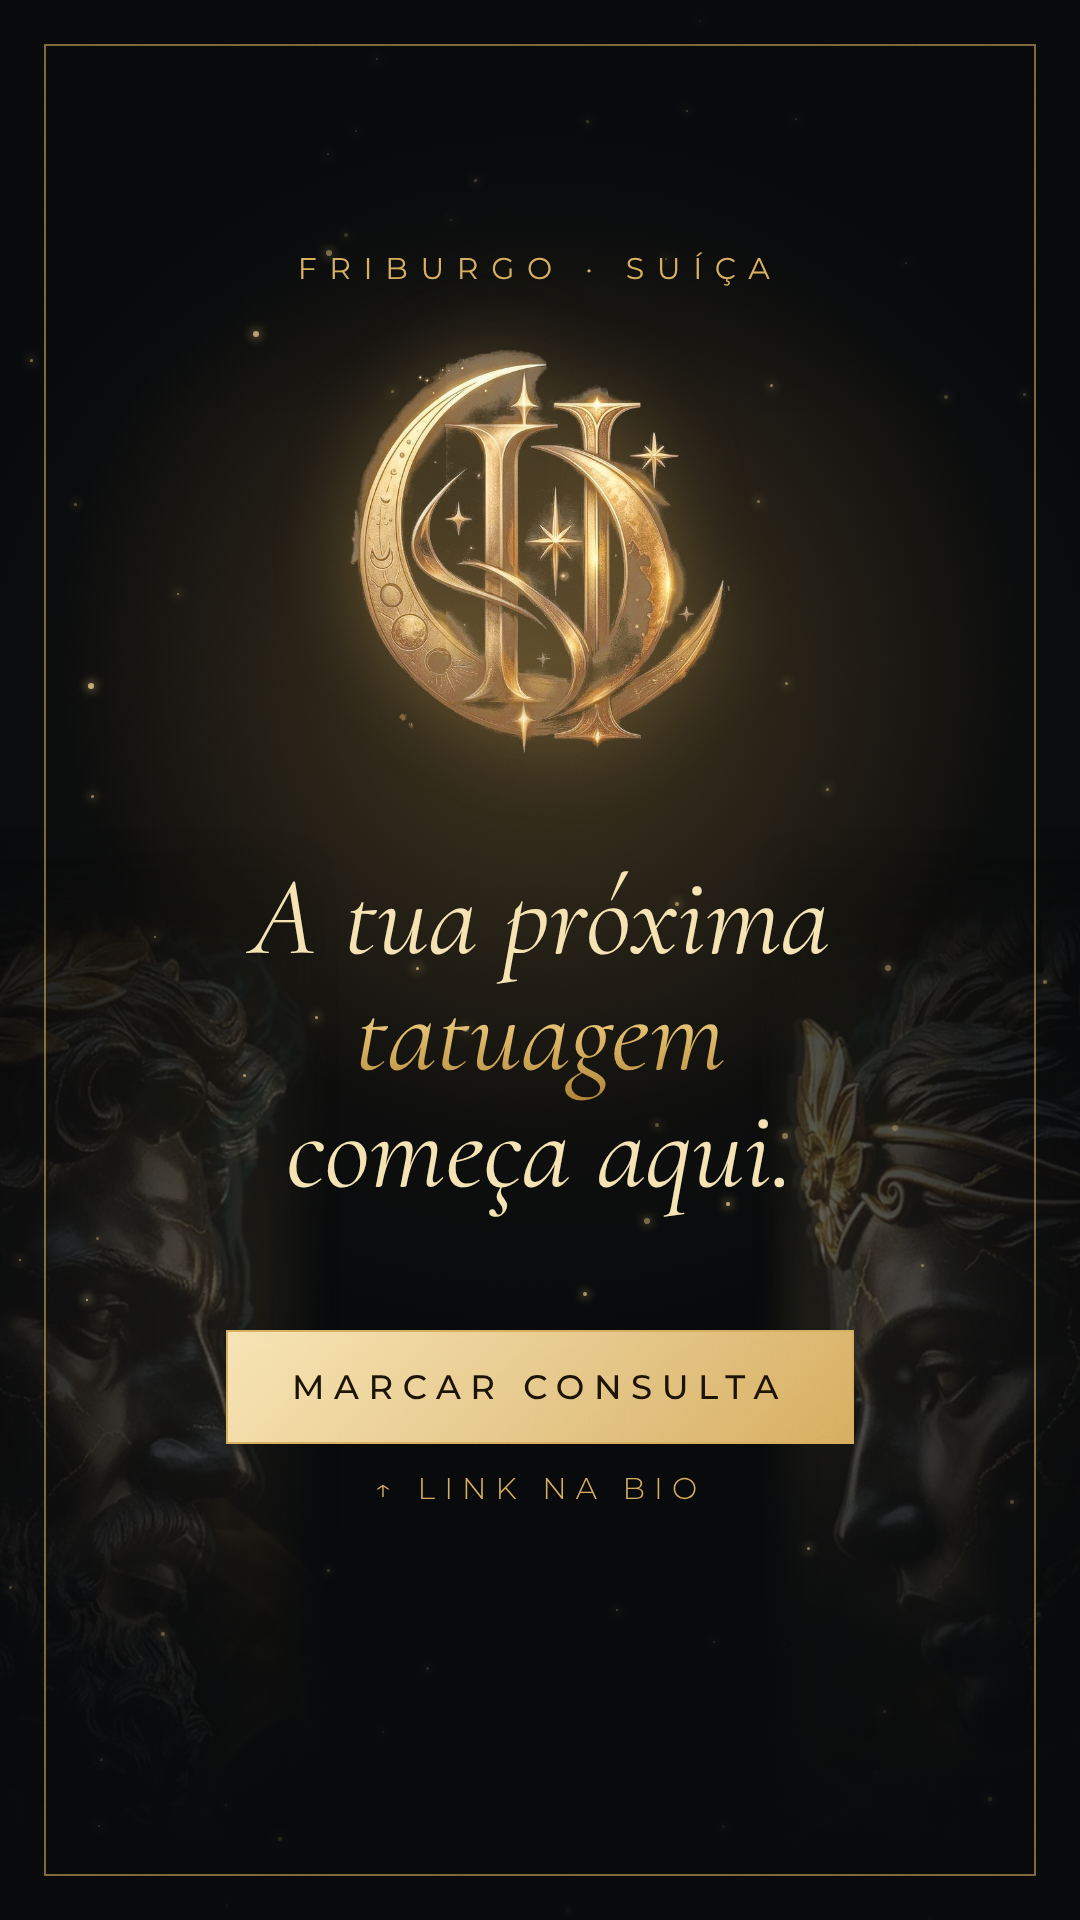 FRIBURGO · SUÍÇA
A tua próxima
tatuagem
começa aqui.
MARCAR CONSULTA
↑ LINK NA BIO